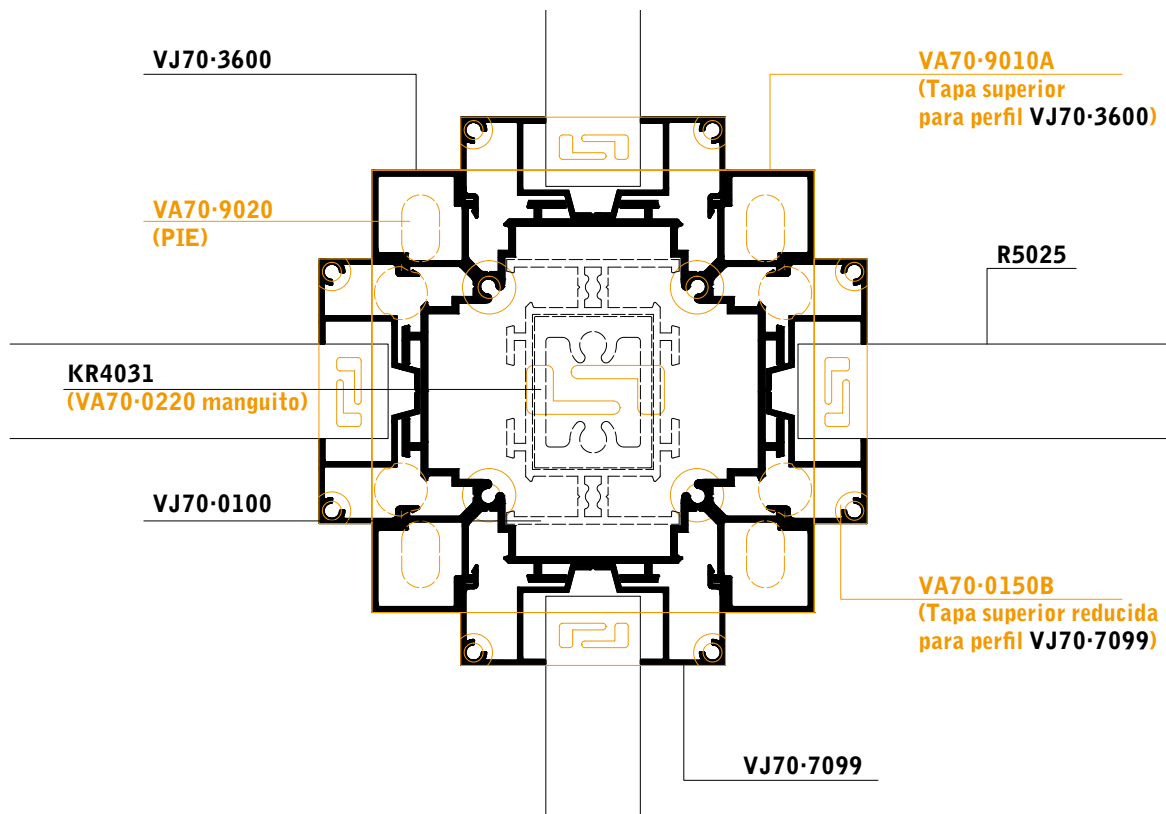 VJ70·3600
VA70·9010A
(Tapa superior
para perfil VJ70·3600)
VA70·9020
(PIE)
R5025
KR4031
(VA70·0220 manguito)
VJ70·0100
VA70·0150B
(Tapa superior reducida
para perfil VJ70·7099)
VJ70·7099